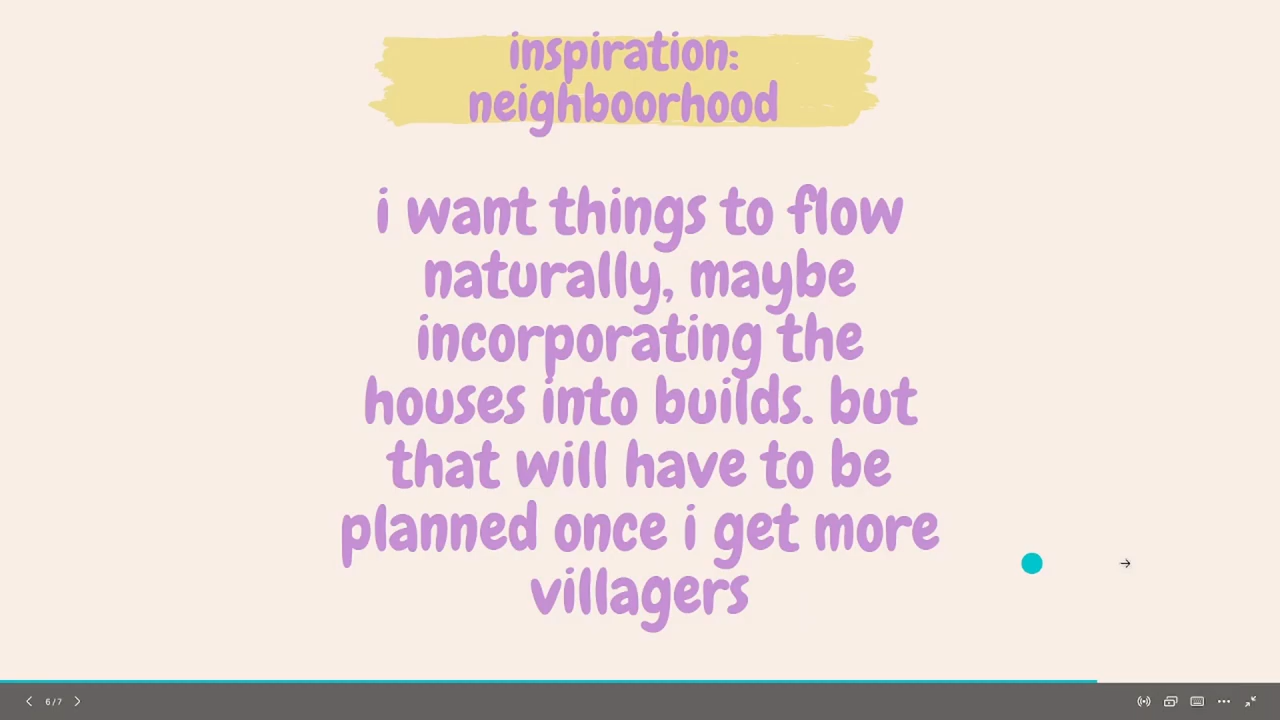 inspiration:
neighboorhood
i want things to flow
naturally, maybe
incorporating the
houses into builds. but
that will have to be
planned once i get more
villagers
6/7